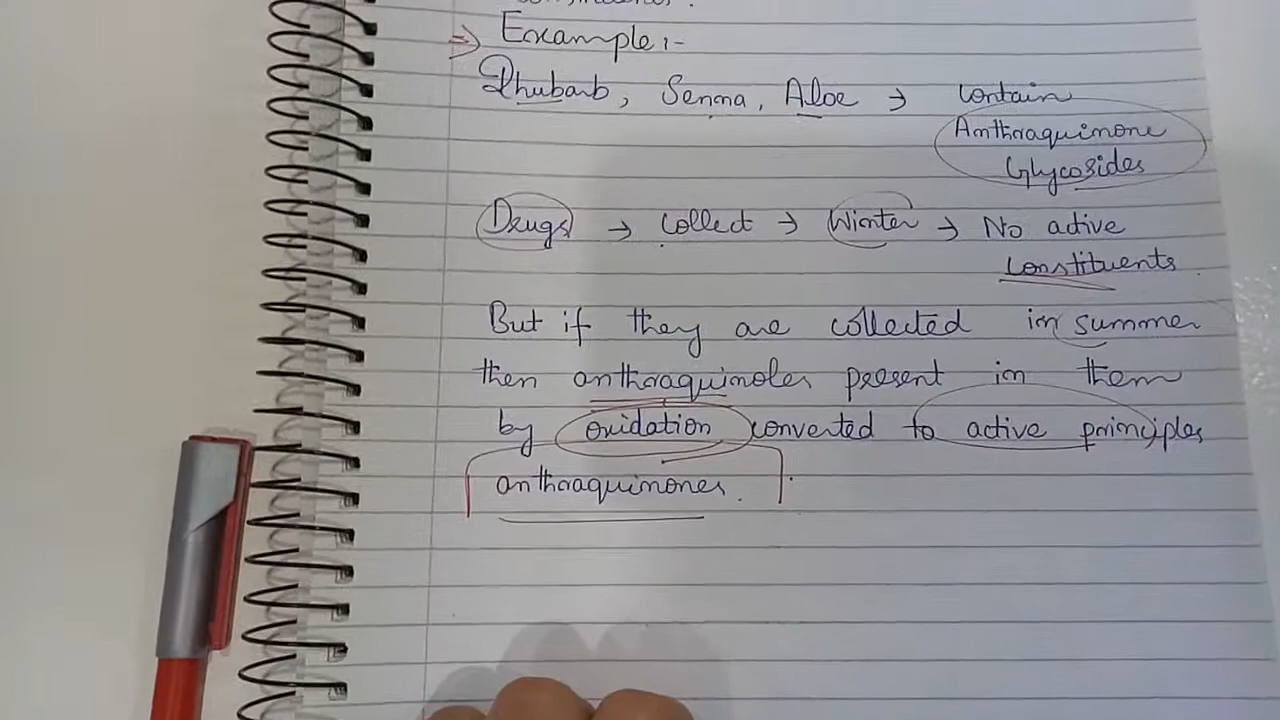 Example :-
Rhubarb, Senna, Aloe → contain
Anthraquinone
Glycosides
Drugs → collect → Winter → No active
constituents
But if they are collected in summer
then anthraquinoles present in them
by oxidation converted to active principles
anthraquinones.